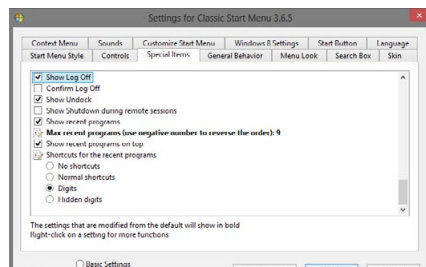 Settings for Classic Start Menu 3.6.5
Context Menu Sounds Customize Start Menu Windows 8 Settings Start Button Language
Start Menu Style Controls Special Items General Behavior Menu Look Search Box Skin
Show Log Off
Confirm Log Off
Show Undock
Show Shutdown during remote sessions
Show recent programs
Max recent programs (use negative number to reverse the order): 9
Show recent programs on top
Shortcuts for the recent programs
No shortcuts
Normal shortcuts
Digits
Hidden digits
The settings that are modified from the default will show in bold
Right-click on a setting for more functions
Basic Settings